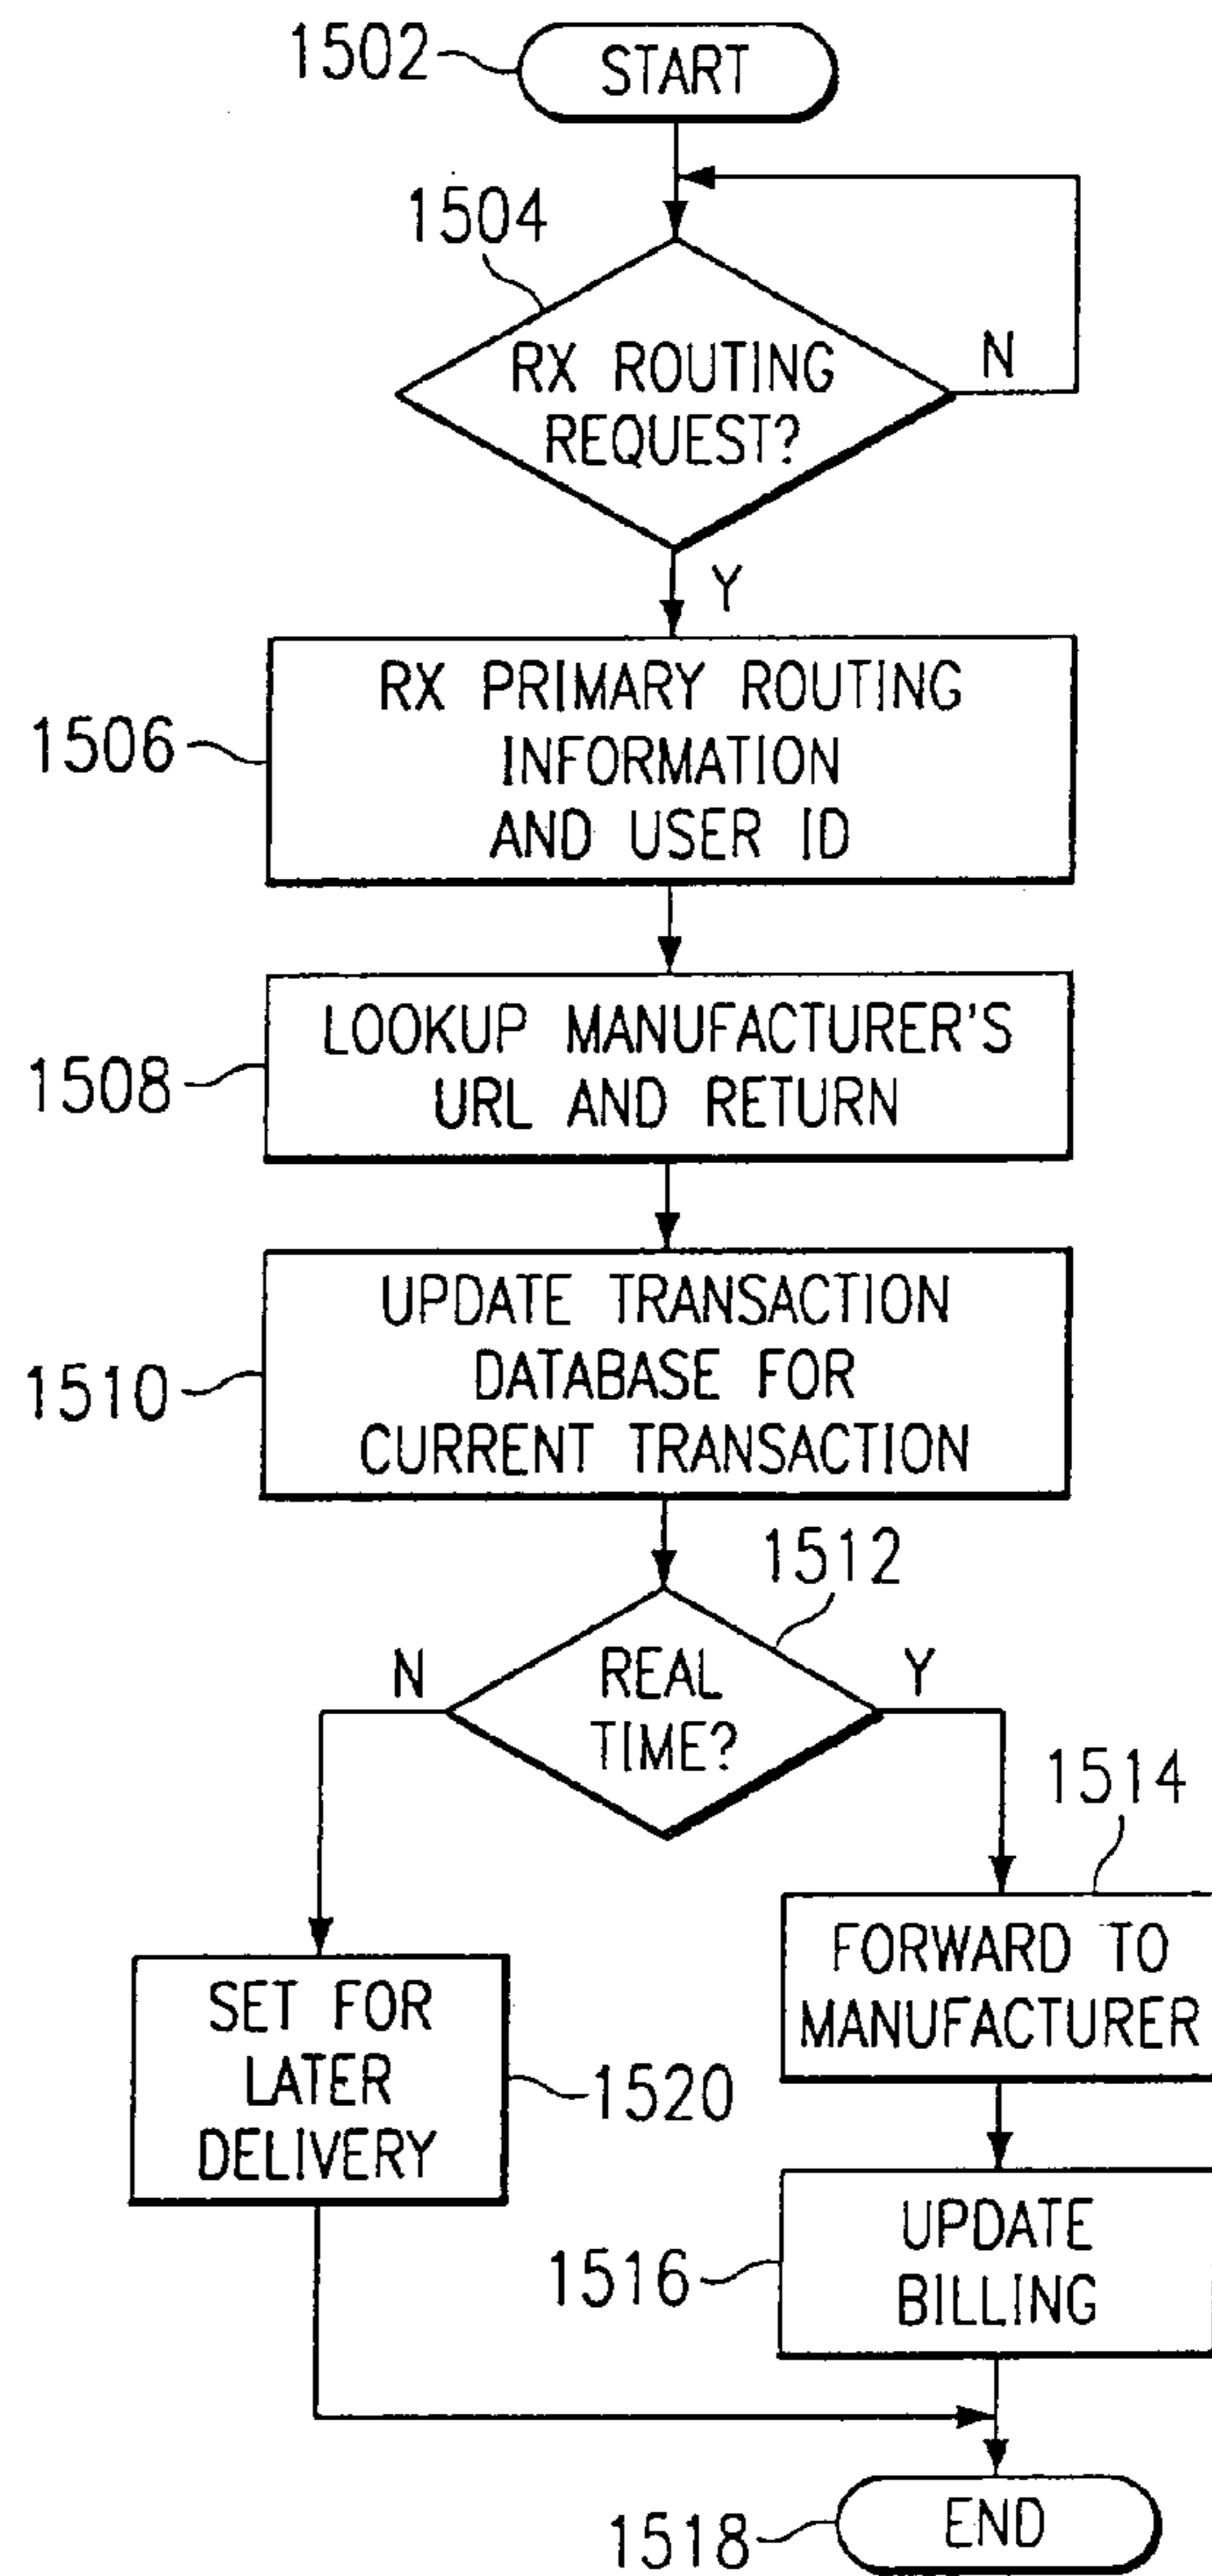 1502
START
1504
RX ROUTING
REQUEST?
N
Y
1506
RX PRIMARY ROUTING
INFORMATION
AND USER ID
1508
LOOKUP MANUFACTURER'S
URL AND RETURN
1510
UPDATE TRANSACTION
DATABASE FOR
CURRENT TRANSACTION
1512
N
REAL
TIME?
Y
1514
FORWARD TO
MANUFACTURER
SET FOR
LATER
DELIVERY
1520
1516
UPDATE
BILLING
1518
END